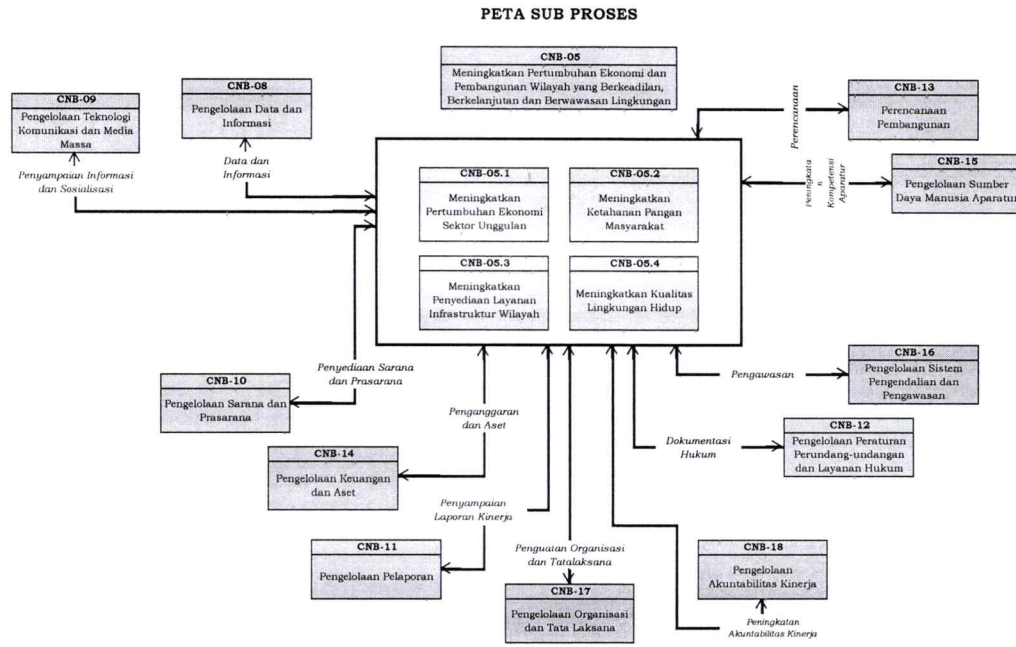 PETA SUB PROSES
CNB-05
Meningkatkan Pertumbuhan Ekonomi dan
Pembangunan Wilayah yang Berkeadilan,
Berkelanjutan dan Berwawasan Lingkungan
CNB-09
Pengelolaan Teknologi
Komunikasi dan Media
Massa
CNB-08
Pengelolaan Data dan
Informasi
CNB-13
Perencanaan
Pembangunan
Perencanaan
Penyampaian Informasi
dan Sosialisasi
Data dan
Informasi
CNB-15
Pengelolaan Sumber
Daya Manusia Aparatur
Peningkata
n
Kompetensi
Aparatur
CNB-05.1
Meningkatkan
Pertumbuhan Ekonomi
Sektor Unggulan
CNB-05.2
Meningkatkan
Ketahanan Pangan
Masyarakat
CNB-05.3
Meningkatkan
Penyediaan Layanan
Infrastruktur Wilayah
CNB-05.4
Meningkatkan Kualitas
Lingkungan Hidup
Penyediaan Sarana
dan Prasarana
CNB-10
Pengelolaan Sarana dan
Prasarana
Pengawasan
CNB-16
Pengelolaan Sistem
Pengendalian dan
Pengawasan
Penganggaran
dan Aset
CNB-14
Pengelolaan Keuangan
dan Aset
Dokumentasi
Hukum
CNB-12
Pengelolaan Peraturan
Perundang-undangan
dan Layanan Hukum
Penyampaian
Laporan Kinerja
CNB-11
Pengelolaan Pelaporan
Penguatan Organisasi
dan Tatalaksana
CNB-17
Pengelolaan Organisasi
dan Tata Laksana
CNB-18
Pengelolaan
Akuntabilitas Kinerja
Peningkatan
Akuntabilitas Kinerja